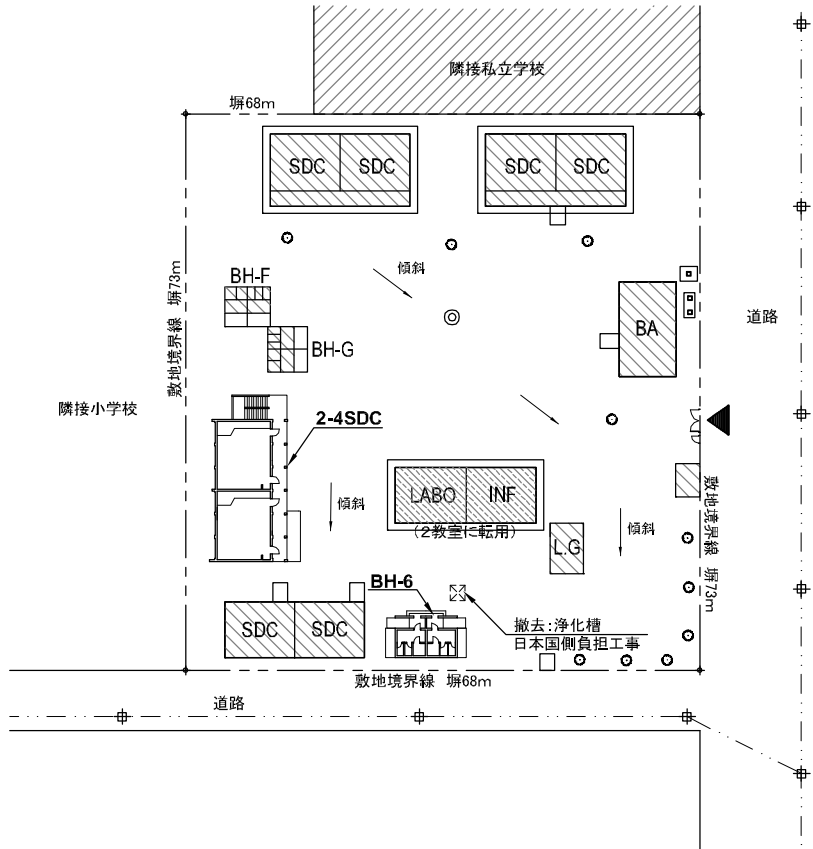 隣接私立学校
塀68m
SDC SDC
SDC SDC
BH-F
傾斜
敷地境界線 塀73m
BA
道路
BH-G
隣接小学校
2-4SDC
LABO INF
(2教室に転用)
傾斜
傾斜
敷地境界線 塀73m
L.G
BH-6
SDC SDC
撤去:浄化槽
日本国側負担工事
敷地境界線 塀68m
道路